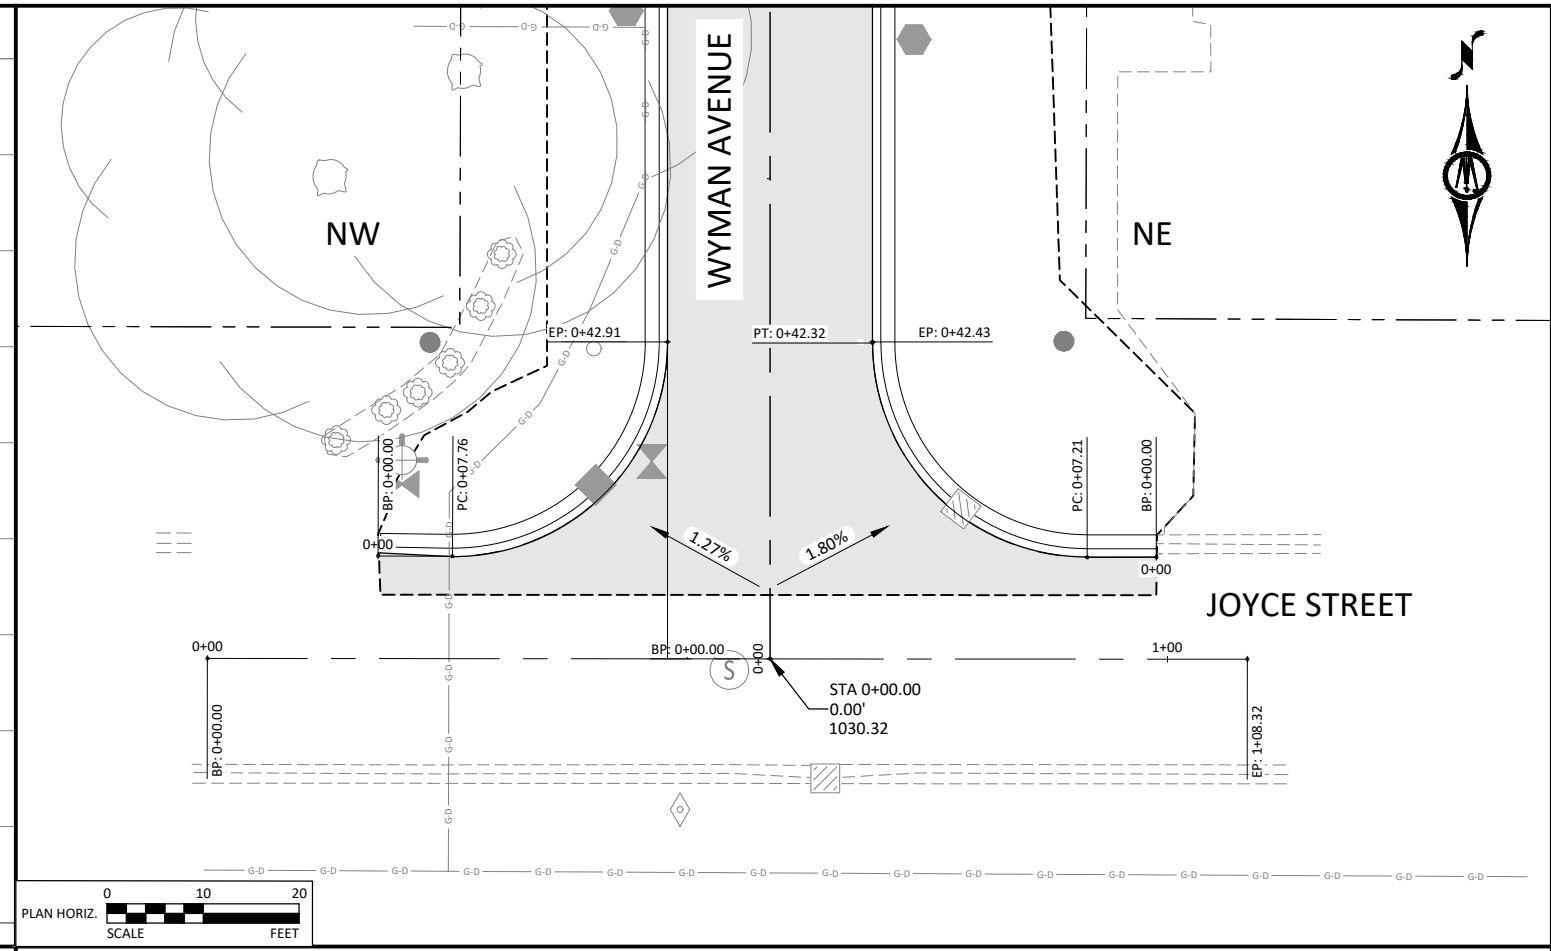 G-D
G-D
G-D
G-D
G-D
G-D
N
WYMAN AVENUE
NW
NE
G-D
EP: 0+42.91
PT: 0+42.32
EP: 0+42.43
G-D
G-D
BP: 0+00.00
PC: 0+07.76
G-D
PC: 0+07.21
BP: 0+00.00
G-D
0+00
1.27%
1.80%
0+00
G-D
JOYCE STREET
0+00
BP: 0+00.00
0+00
1+00
S
G-D
STA 0+00.00
0.00'
1030.32
BP: 0+00.00
G-D
EP: 1+08.32
G-D
G-D G-D G-D G-D G-D G-D G-D G-D G-D G-D G-D G-D G-D G-D G-D G-D G-D G-D
0 10 20
PLAN HORIZ.
SCALE FEET